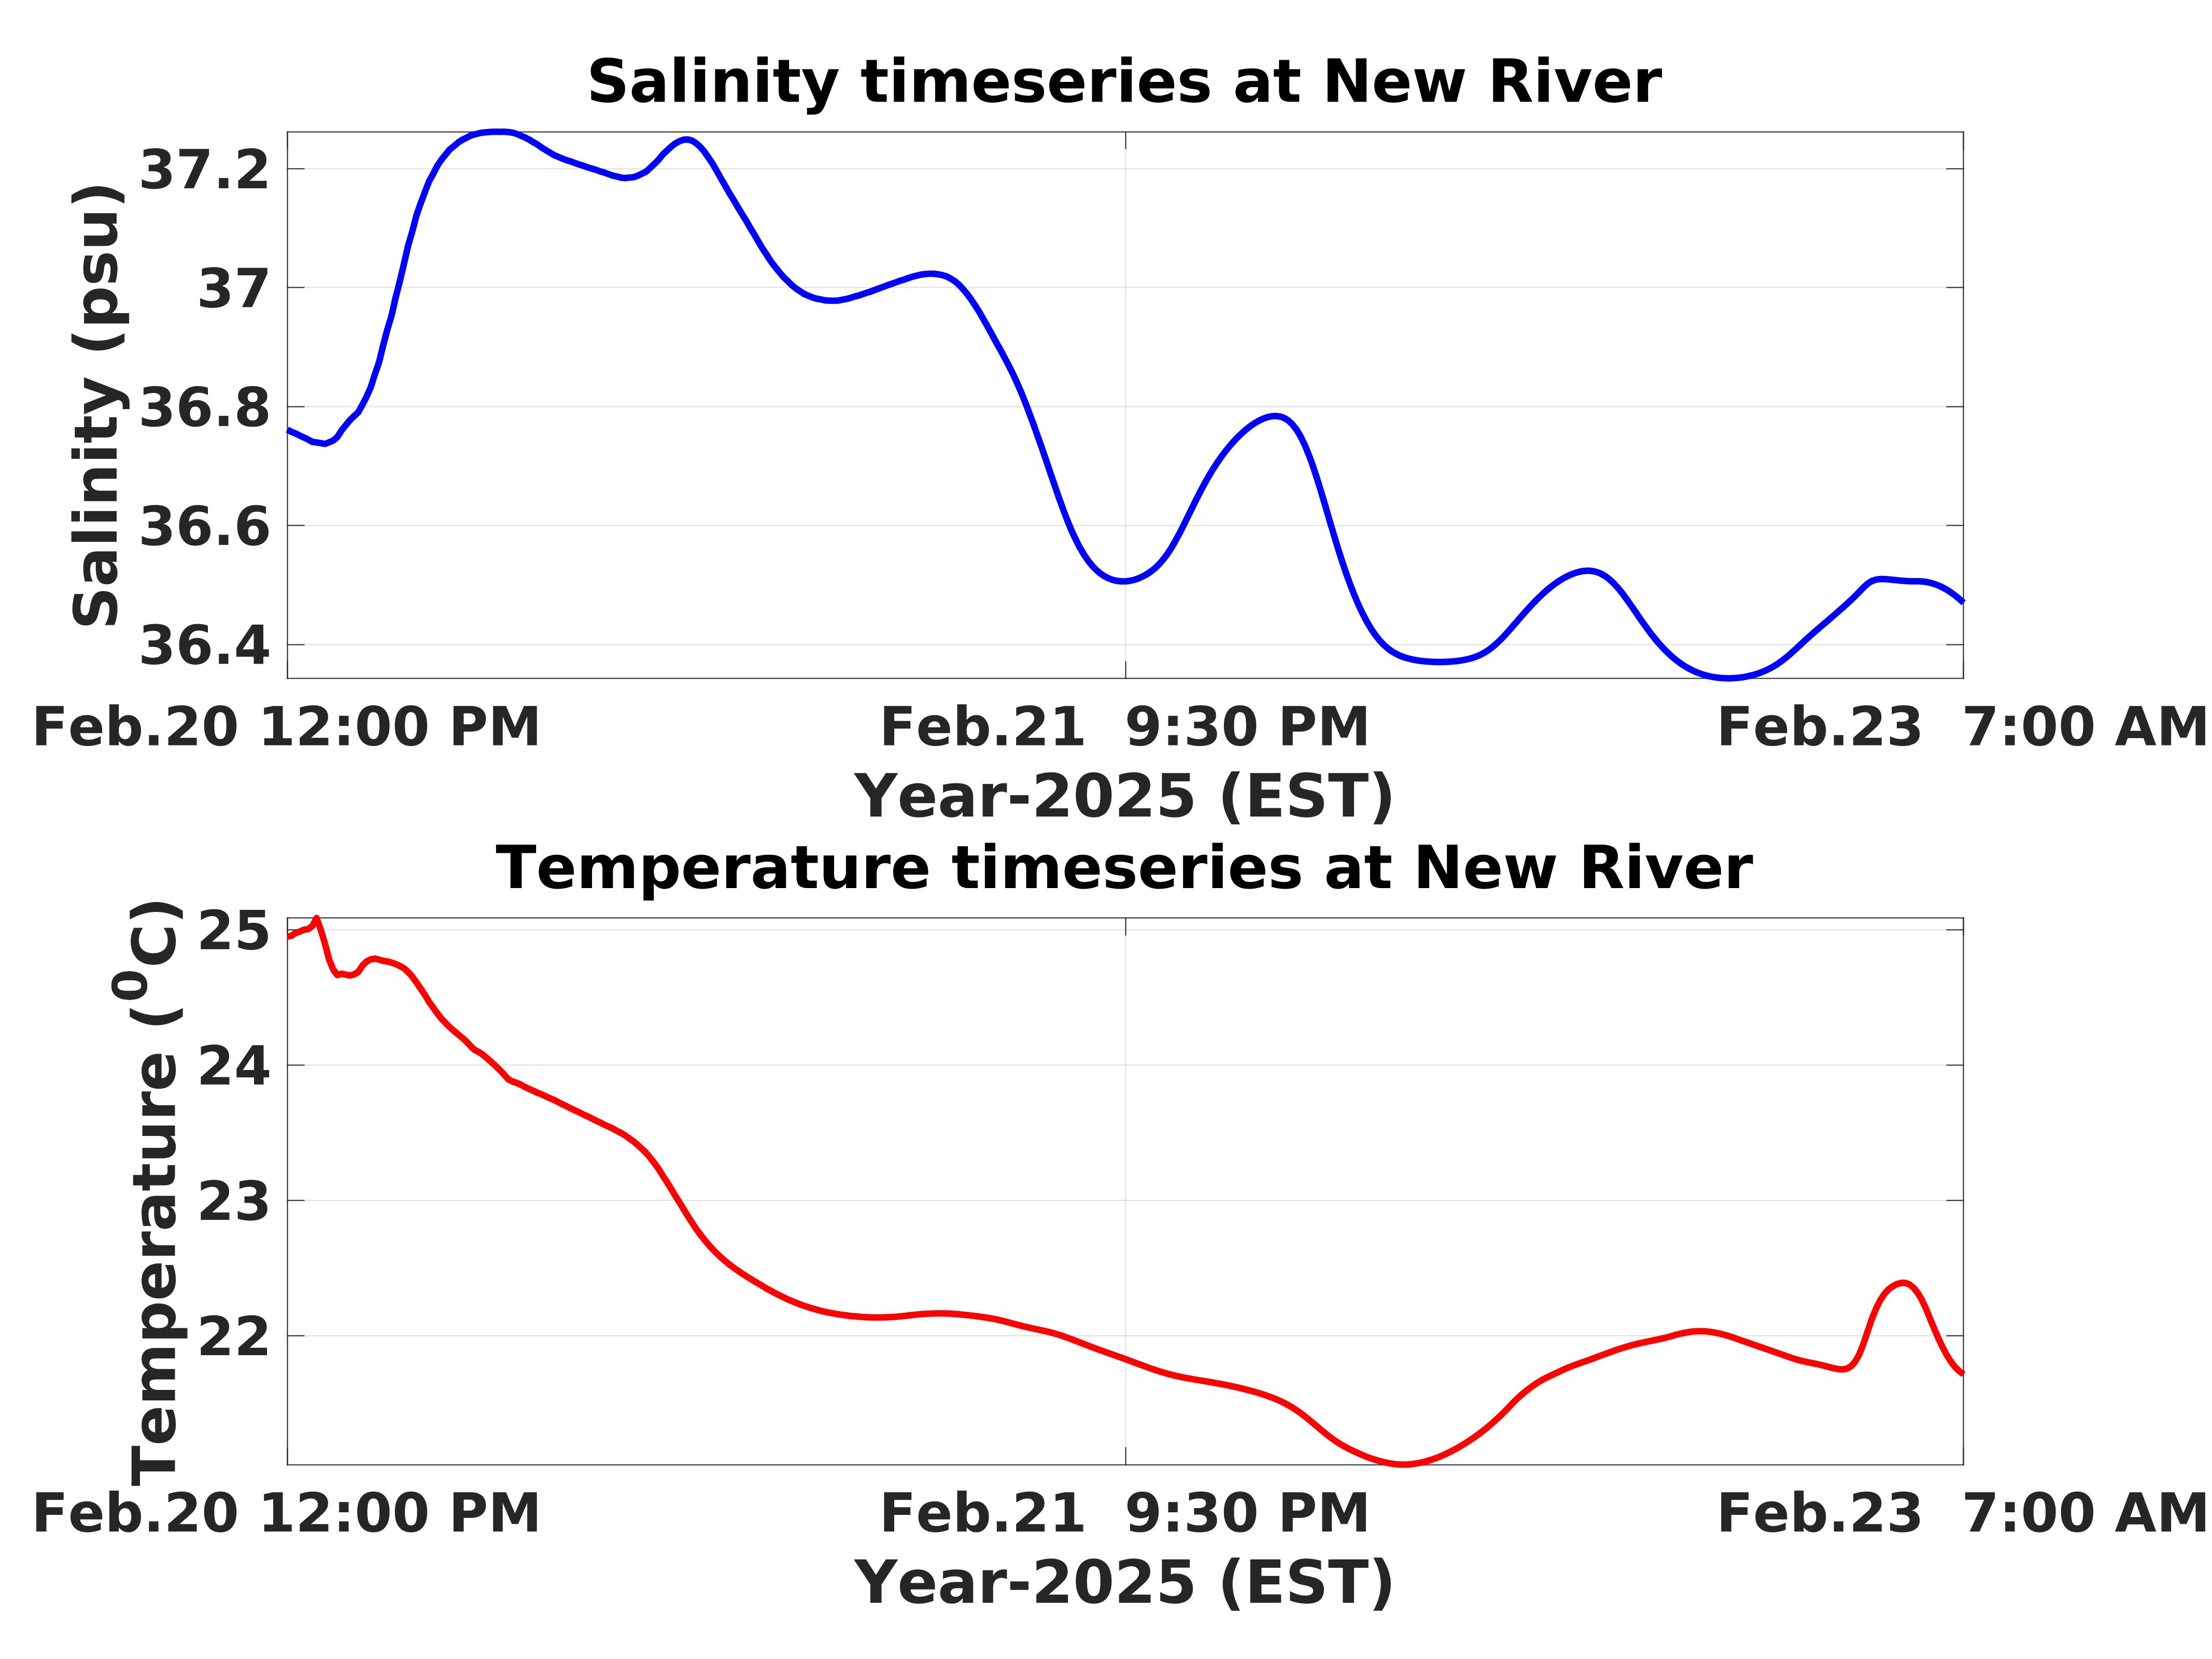 Salinity timeseries at New River
Salinity (psu)
37.2
37
36.8
36.6
36.4
Feb.20 12:00 PM Feb.21  9:30 PM Feb.23  7:00 AM
Year-2025 (EST)
Temperature timeseries at New River
Temperature (⁰C)
25
24
23
22
Feb.20 12:00 PM Feb.21  9:30 PM Feb.23  7:00 AM
Year-2025 (EST)